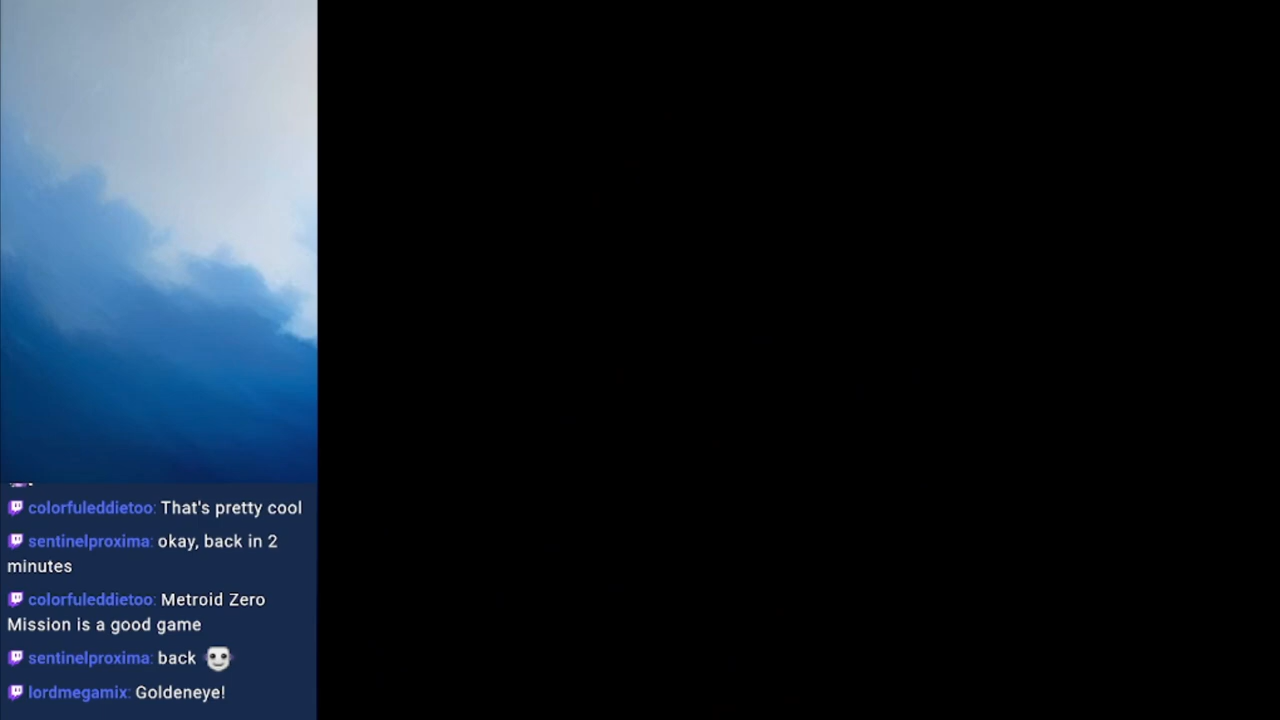 colorfuleddietoo: That's pretty cool
sentinelproxima: okay, back in 2
minutes
colorfuleddietoo: Metroid Zero
Mission is a good game
sentinelproxima: back
lordmegamix: Goldeneye!